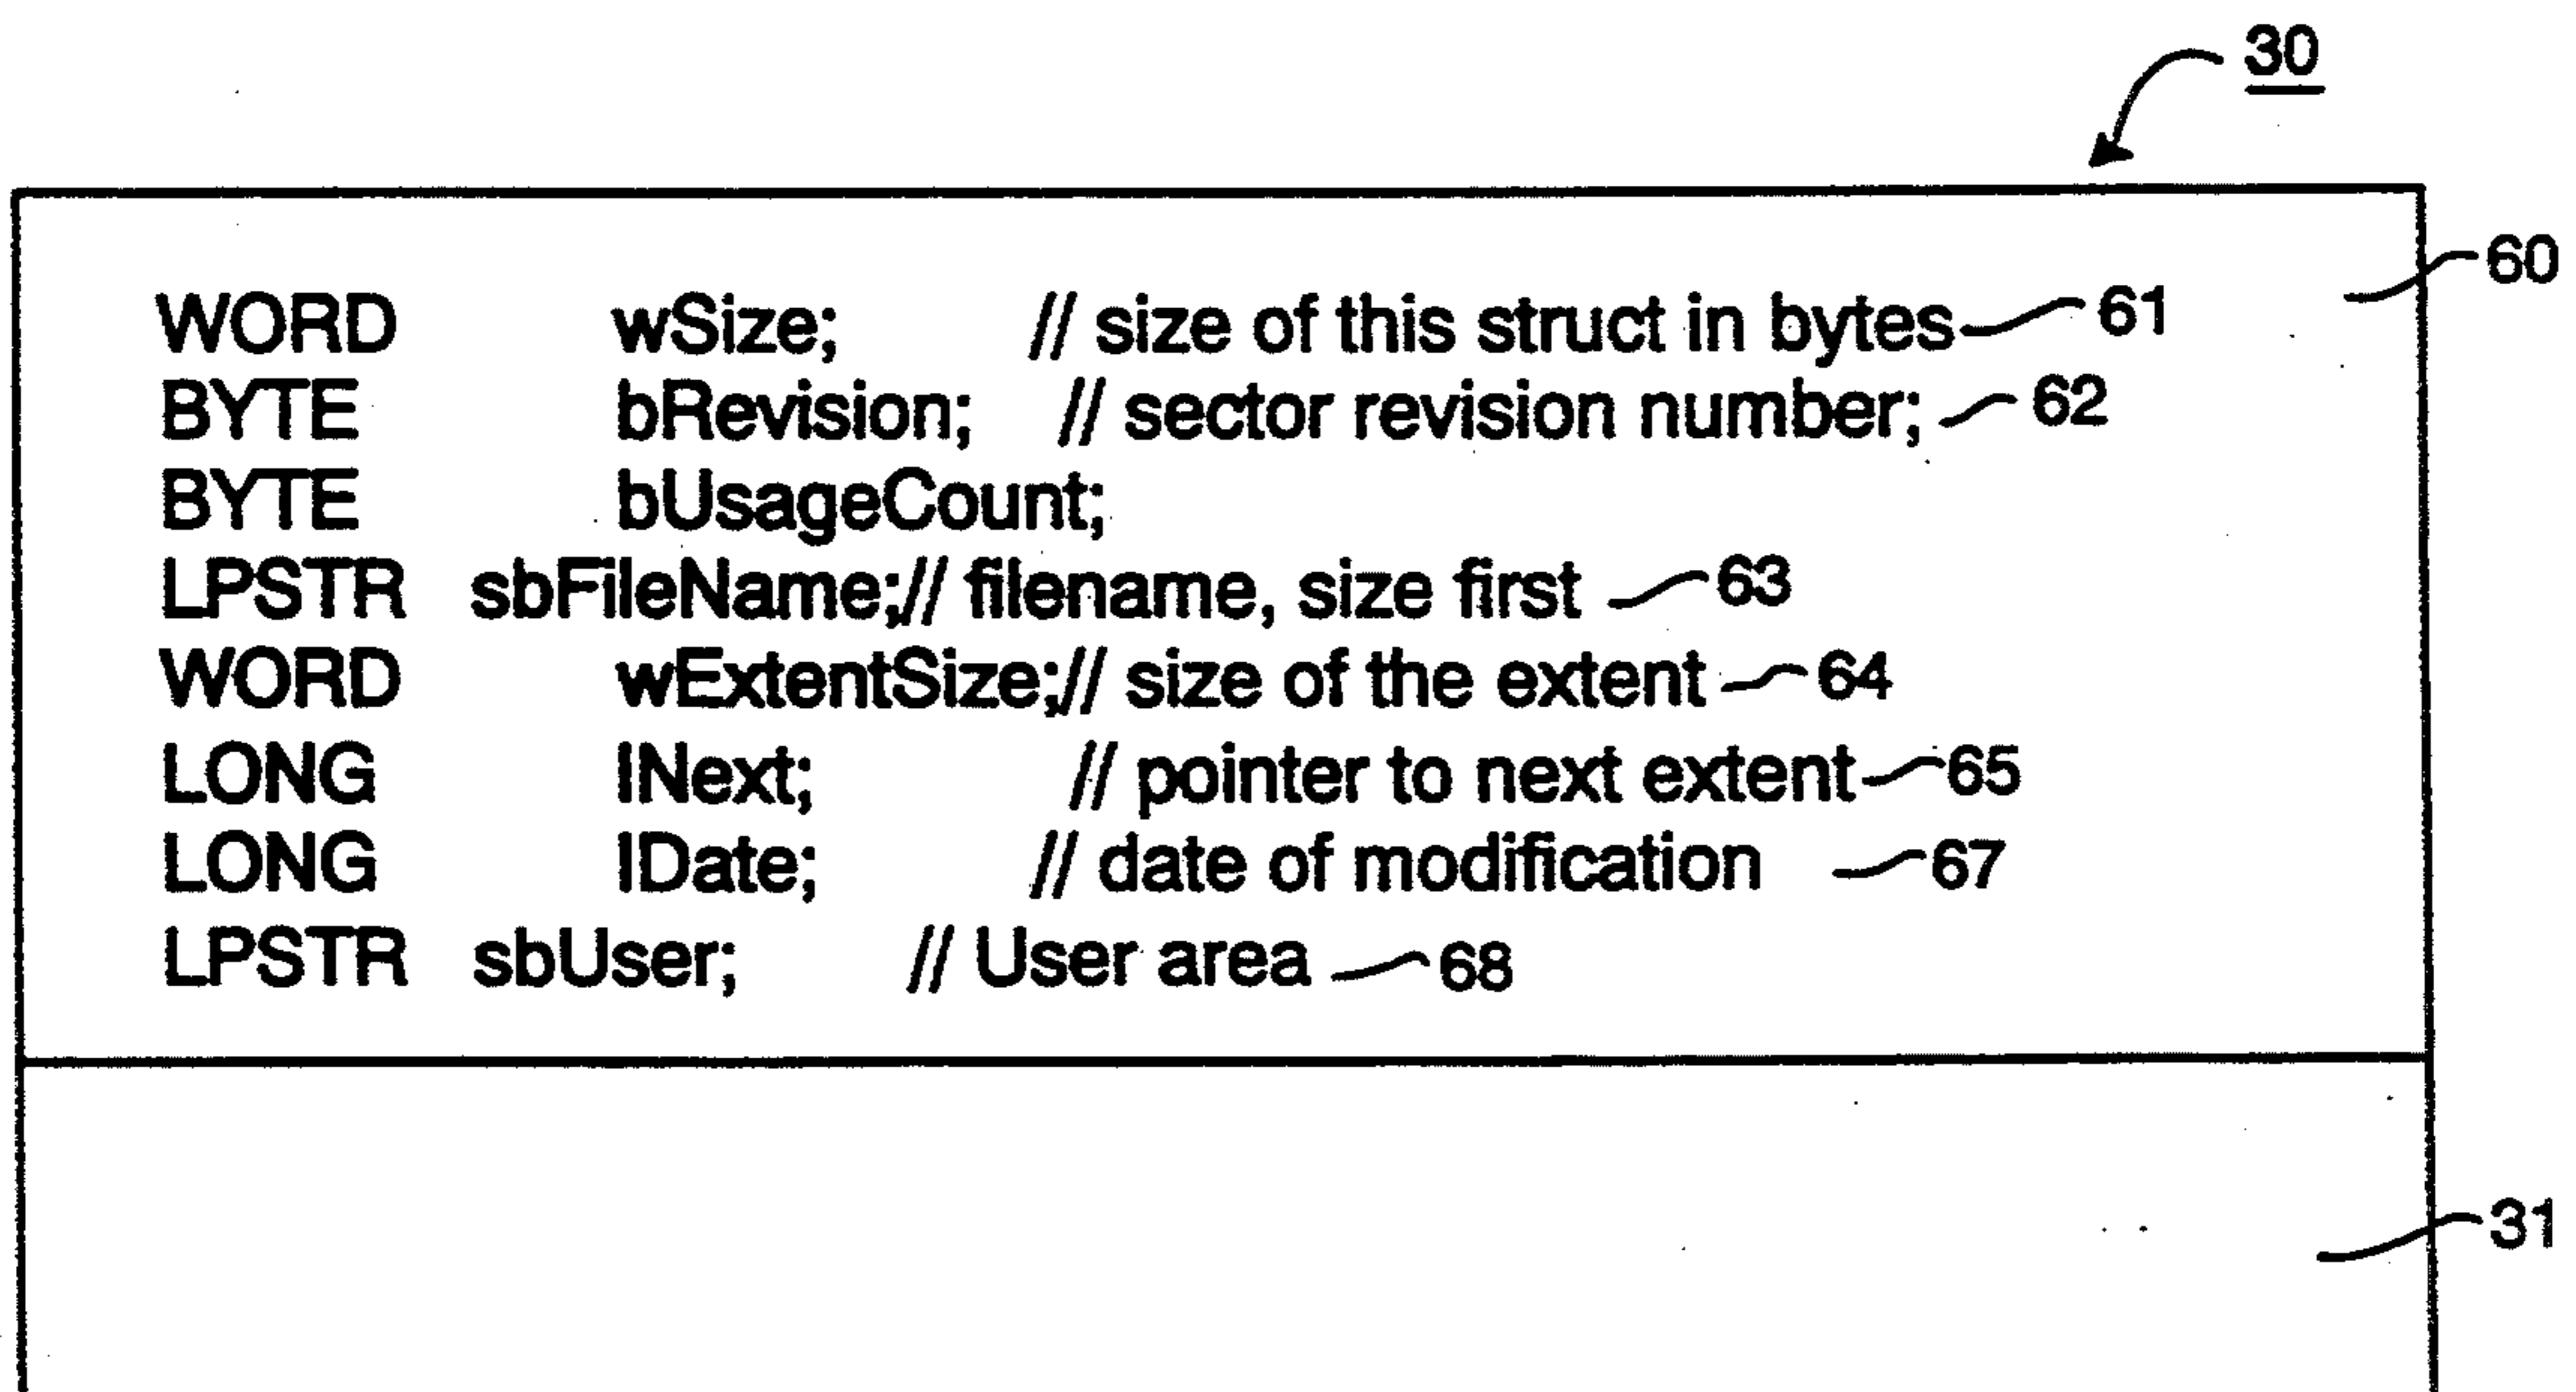 30
60
WORD wSize; // size of this struct in bytes 61
BYTE bRevision; // sector revision number; 62
BYTE bUsageCount;
LPSTR sbFileName;// filename, size first 63
WORD wExtentSize;// size of the extent 64
LONG lNext; // pointer to next extent 65
LONG lDate; // date of modification 67
LPSTR sbUser; // User area 68
31